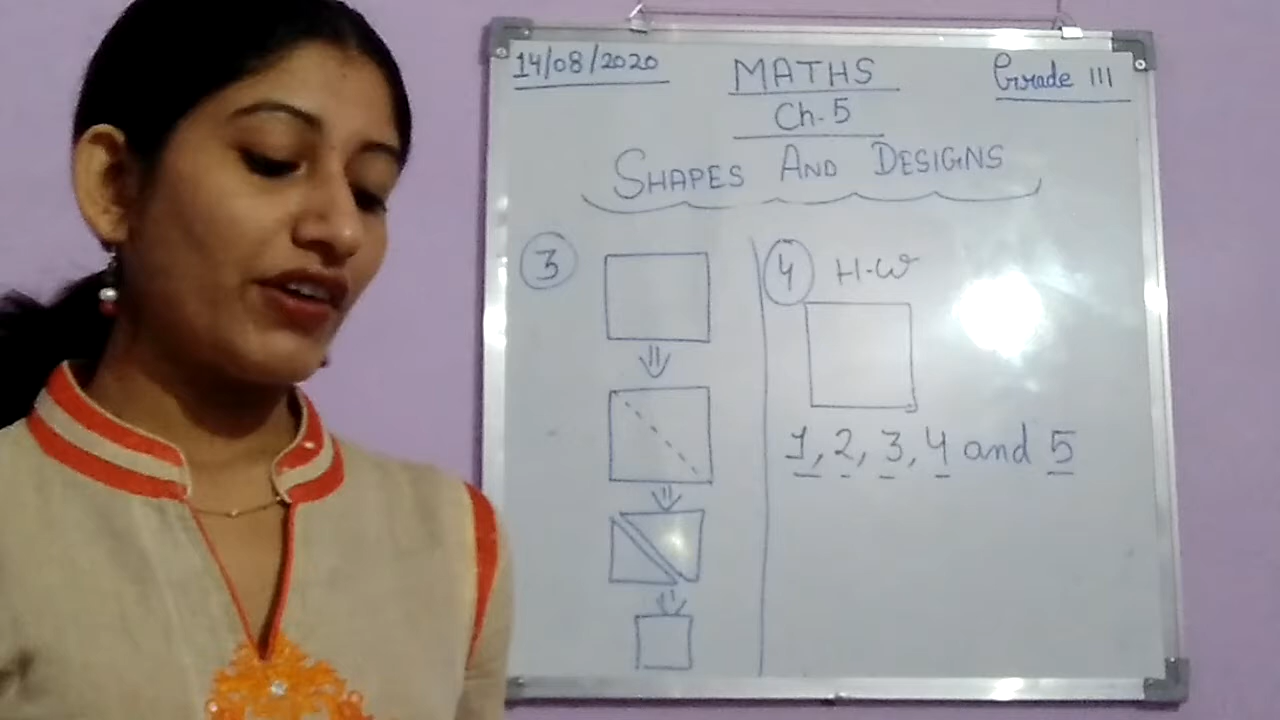 14/08/2020
MATHS
Grade III
Ch. 5
SHAPES AND DESIGNS
3
4 H.W
1, 2, 3, 4 and 5